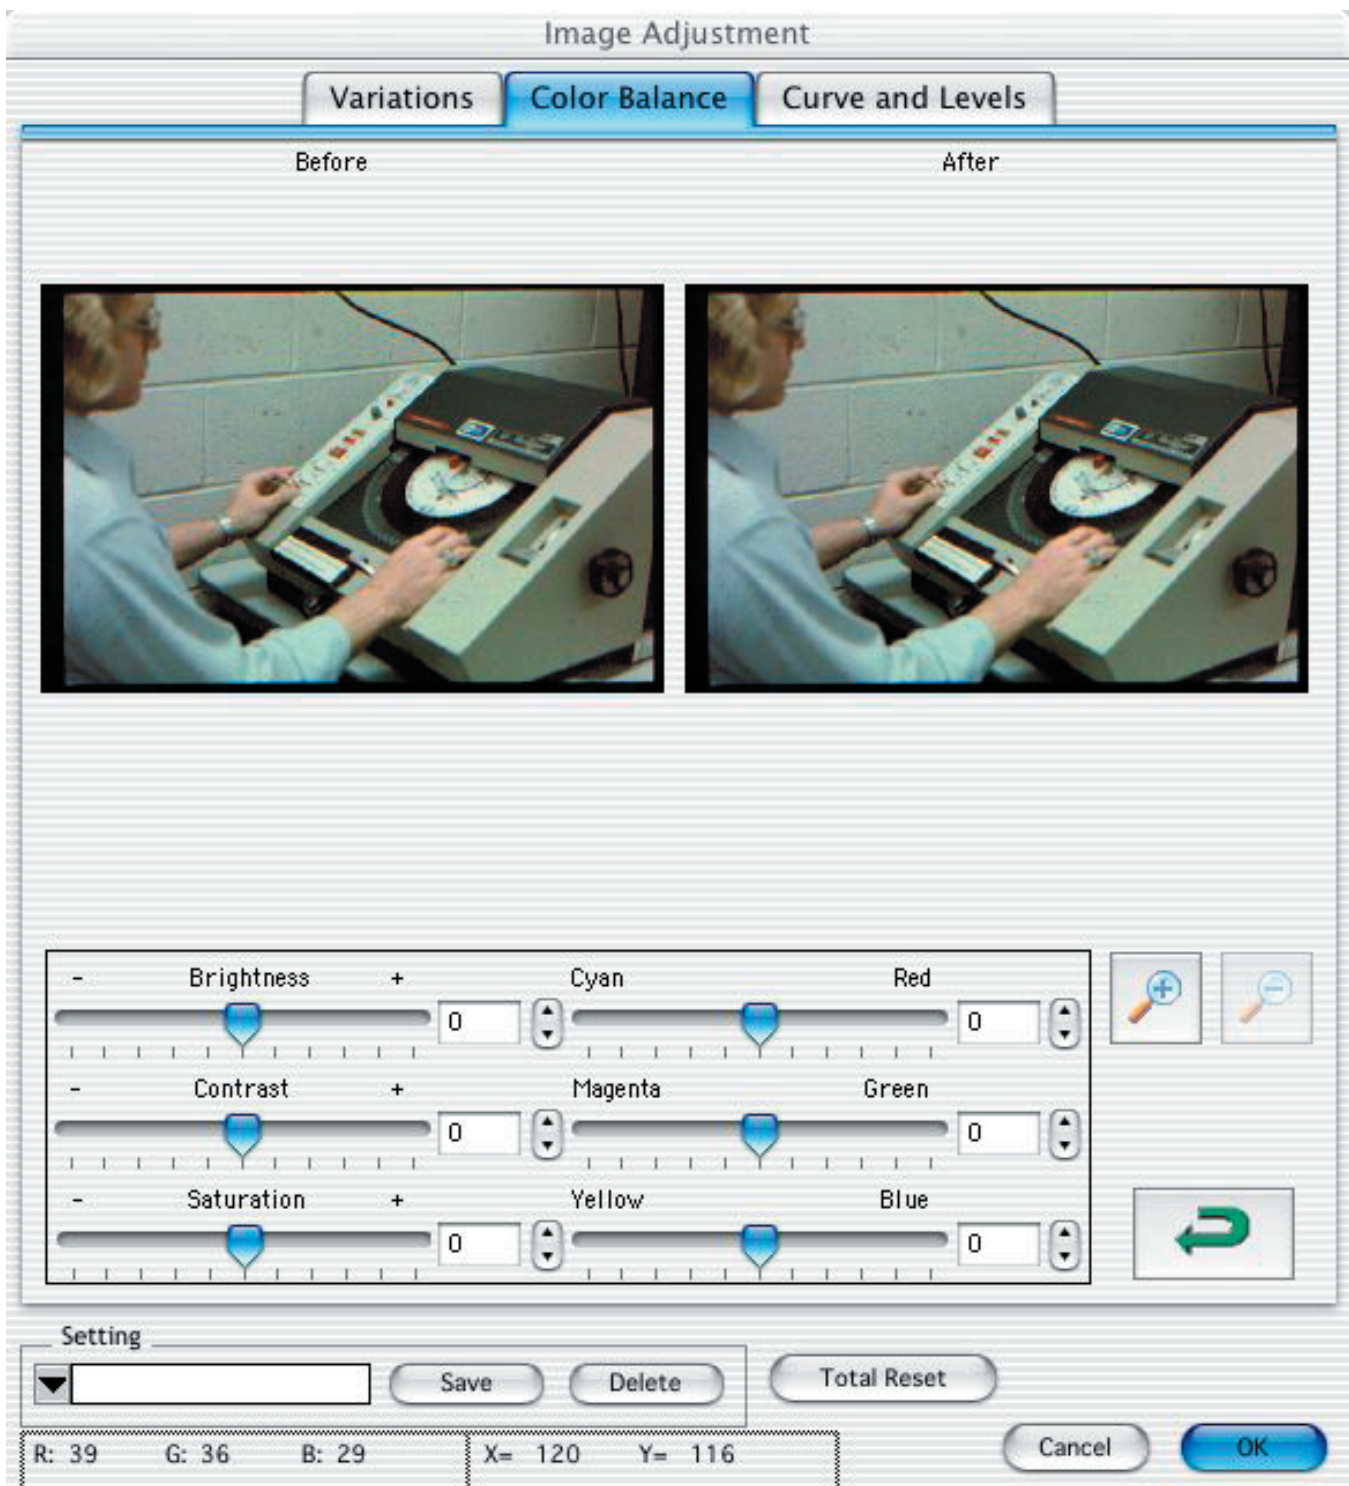 Image Adjustment
Variations Color Balance Curve and Levels
Before After
- Brightness + Cyan Red
0 0
- Contrast + Magenta Green
0 0
- Saturation + Yellow Blue
0 0
Setting
Save Delete Total Reset
R: 39 G: 36 B: 29 X= 120 Y= 116 Cancel OK